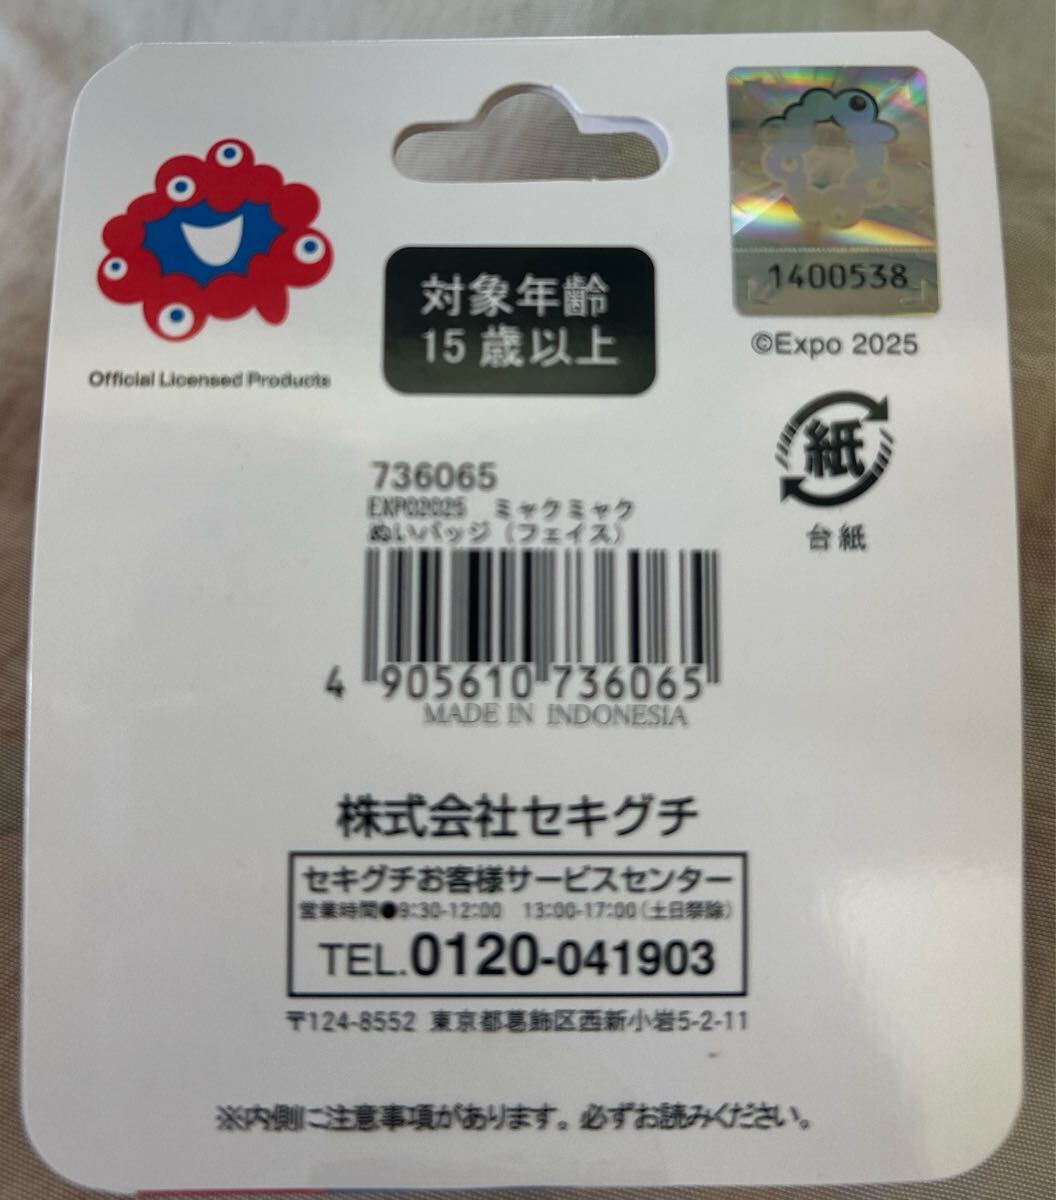 Official Licensed Products
対象年齢
15歳以上
1400538
©Expo 2025
紙
台紙
736065
EXPO2025 ミャクミャク
ぬいバッジ（フェイス）
4 905610 736065
MADE IN INDONESIA
株式会社セキグチ
セキグチお客様サービスセンター
営業時間●9:30-12:00 13:00-17:00（土日祭除）
TEL.0120-041903
〒124-8552 東京都葛飾区西新小岩5-2-11
※内側に注意事項があります。必ずお読みください。